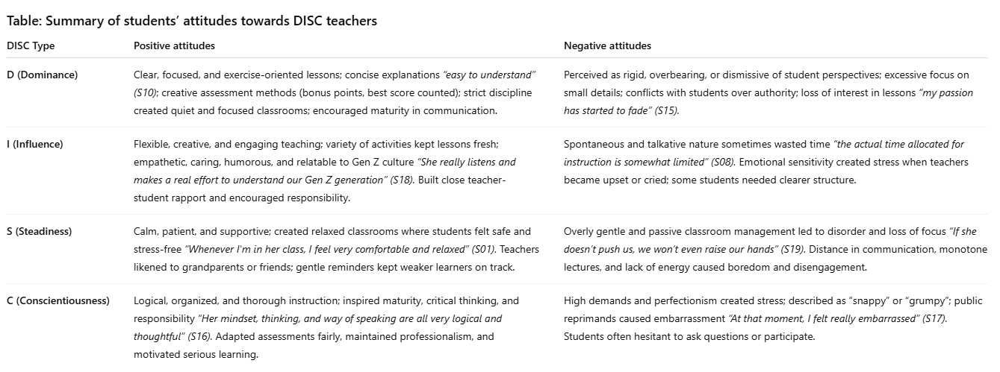 Table: Summary of students’ attitudes towards DISC teachers
DISC Type Positive attitudes Negative attitudes
D (Dominance)
Clear, focused, and exercise-oriented lessons; concise explanations “easy to understand”
(S10); creative assessment methods (bonus points, best score counted); strict discipline
created quiet and focused classrooms; encouraged maturity in communication.
Perceived as rigid, overbearing, or dismissive of student perspectives; excessive focus on
small details; conflicts with students over authority; loss of interest in lessons “my passion
has started to fade” (S15).
I (Influence)
Flexible, creative, and engaging teaching; variety of activities kept lessons fresh;
empathetic, caring, humorous, and relatable to Gen Z culture “She really listens and
makes a real effort to understand our Gen Z generation” (S18). Built close teacher-
student rapport and encouraged responsibility.
Spontaneous and talkative nature sometimes wasted time “the actual time allocated for
instruction is somewhat limited” (S08). Emotional sensitivity created stress when teachers
became upset or cried; some students needed clearer structure.
S (Steadiness)
Calm, patient, and supportive; created relaxed classrooms where students felt safe and
stress-free “Whenever I'm in her class, I feel very comfortable and relaxed” (S01). Teachers
likened to grandparents or friends; gentle reminders kept weaker learners on track.
Overly gentle and passive classroom management led to disorder and loss of focus “If she
doesn’t push us, we won’t even raise our hands” (S19). Distance in communication, monotone
lectures, and lack of energy caused boredom and disengagement.
C (Conscientiousness)
Logical, organized, and thorough instruction; inspired maturity, critical thinking, and
responsibility “Her mindset, thinking, and way of speaking are all very logical and
thoughtful” (S16). Adapted assessments fairly, maintained professionalism, and
motivated serious learning.
High demands and perfectionism created stress; described as “snappy” or “grumpy”; public
reprimands caused embarrassment “At that moment, I felt really embarrassed” (S17).
Students often hesitant to ask questions or participate.